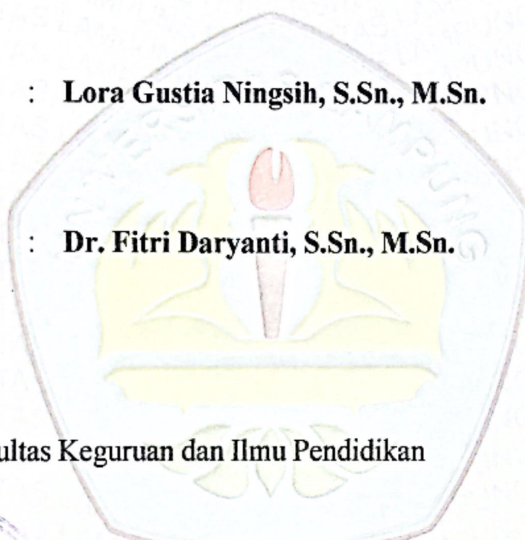 : Lora Gustia Ningsih, S.Sn., M.Sn.
: Dr. Fitri Daryanti, S.Sn., M.Sn.
ultas Keguruan dan Ilmu Pendidikan